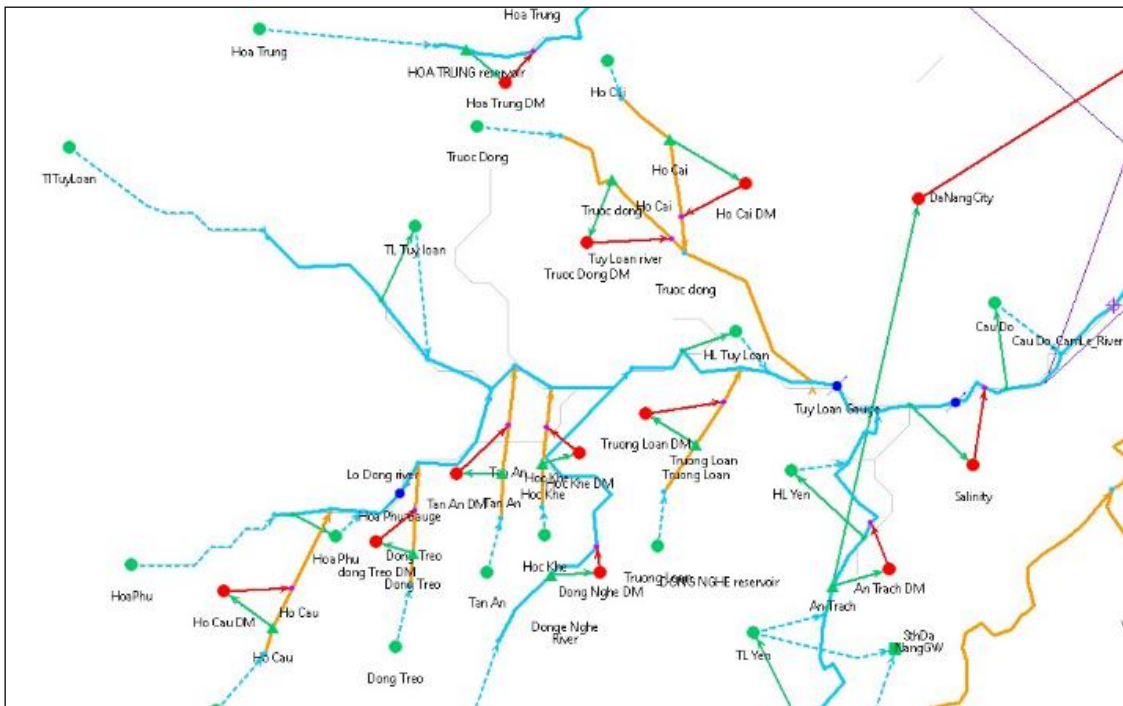 Hoa Trung
Hoa Trung
HOA TRUNG reservoir
Hoa Trung DM
Ho Cai
Truoc Dong
TlTuyLoan
Ho Cai
Truoc dong
Ho Cai
Ho Cai DM
DaNangCity
TL Tuy loan
Tuy Loan river
Truoc Dong DM
Truoc dong
Cau Do
Cau Do_CamLe_River
HL Tuy Loan
Tuy Loan Gauge
Truong Loan DM
Truong Loan
Truong Loan
Lo Dong river
Tan An
Tan An DM
Tan An
Hoc Khe
Hoc Khe DM
Hoc Khe
HL Yen
Salinity
Hoa Phu Gauge
Hoa Phu
Dong Treo
dong Treo DM
Dong Treo
HoaPhu
Hoc Khe
Truong Loan
DONG NGHE reservoir
Dong Nghe DM
An Trach DM
An Trach
Tan An
Ho Cau
Ho Cau DM
Donge Nghe
River
SthDa
NangGW
Ho Cau
TL Yen
Dong Treo